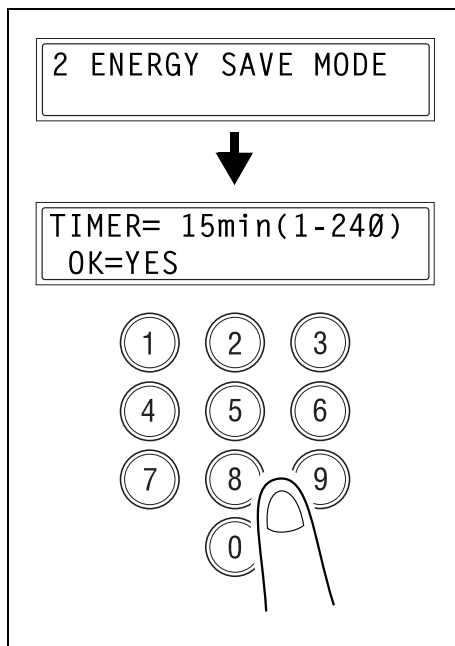 2 ENERGY SAVE MODE
TIMER= 15min(1-240)
OK=YES
1 2 3
4 5 6
7 8 9
0